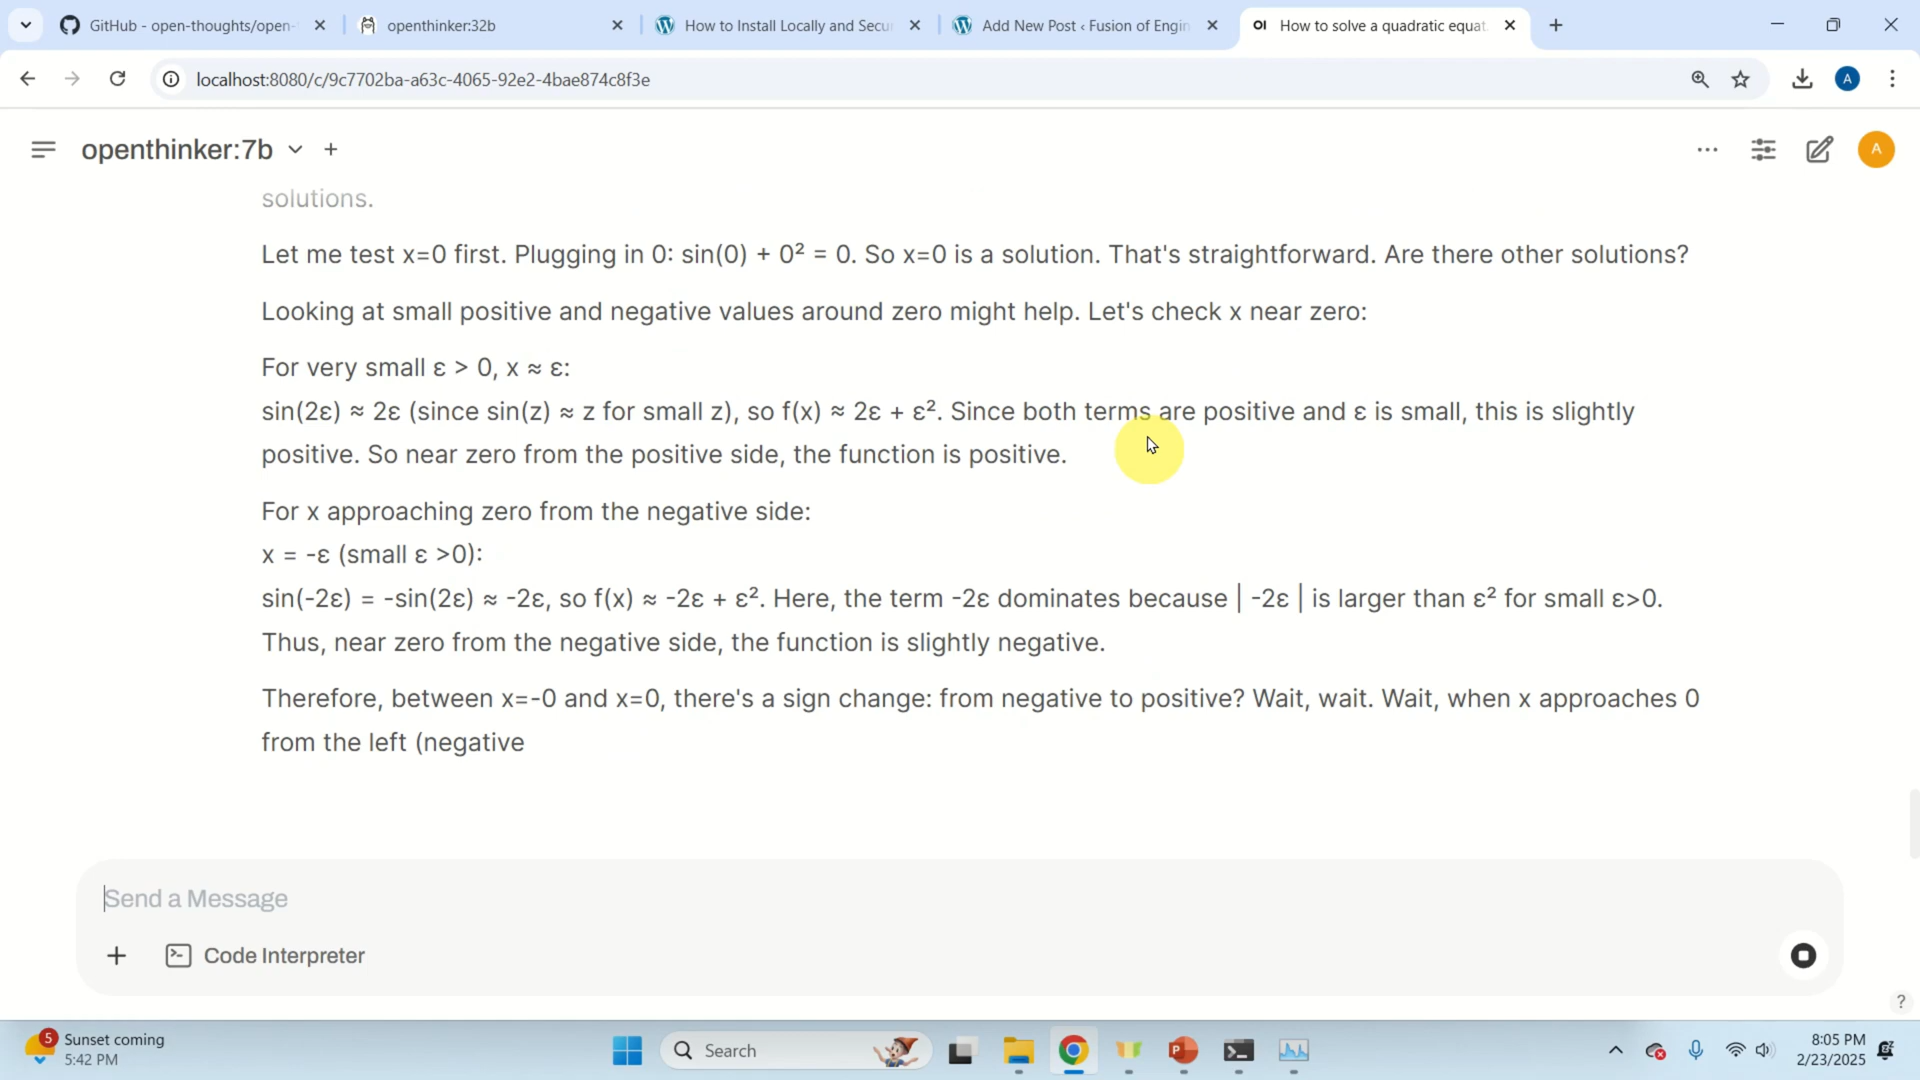 GitHub - open-thoughts/open-
openthinker:32b
How to Install Locally and Secu
Add New Post ‹ Fusion of Engin
OI How to solve a quadratic equat
localhost:8080/c/9c7702ba-a63c-4065-92e2-4bae874c8f3e
A
openthinker:7b
A
solutions.
Let me test x=0 first. Plugging in 0: sin(0) + 0² = 0. So x=0 is a solution. That's straightforward. Are there other solutions?
Looking at small positive and negative values around zero might help. Let's check x near zero:
For very small ε > 0, x ≈ ε:
sin(2ε) ≈ 2ε (since sin(z) ≈ z for small z), so f(x) ≈ 2ε + ε². Since both terms are positive and ε is small, this is slightly
positive. So near zero from the positive side, the function is positive.
For x approaching zero from the negative side:
x = -ε (small ε >0):
sin(-2ε) = -sin(2ε) ≈ -2ε, so f(x) ≈ -2ε + ε². Here, the term -2ε dominates because | -2ε | is larger than ε² for small ε>0.
Thus, near zero from the negative side, the function is slightly negative.
Therefore, between x=-0 and x=0, there's a sign change: from negative to positive? Wait, wait. Wait, when x approaches 0
from the left (negative
Send a Message
Code Interpreter
?
5
Sunset coming
5:42 PM
Search
P
8:05 PM
2/23/2025